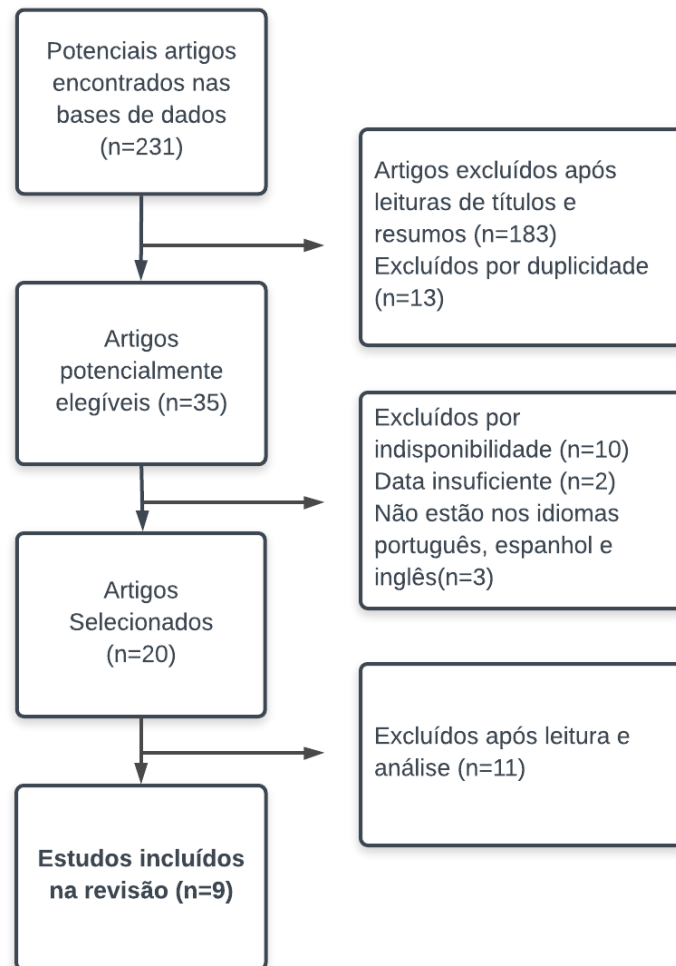 Potenciais artigos
encontrados nas
bases de dados
(n=231)
Artigos excluídos após
leituras de títulos e
resumos (n=183)
Excluídos por duplicidade
(n=13)
Artigos
potencialmente
elegíveis (n=35)
Excluídos por
indisponibilidade (n=10)
Data insuficiente (n=2)
Não estão nos idiomas
português, espanhol e
inglês(n=3)
Artigos
Selecionados
(n=20)
Excluídos após leitura e
análise (n=11)
Estudos incluídos
na revisão (n=9)